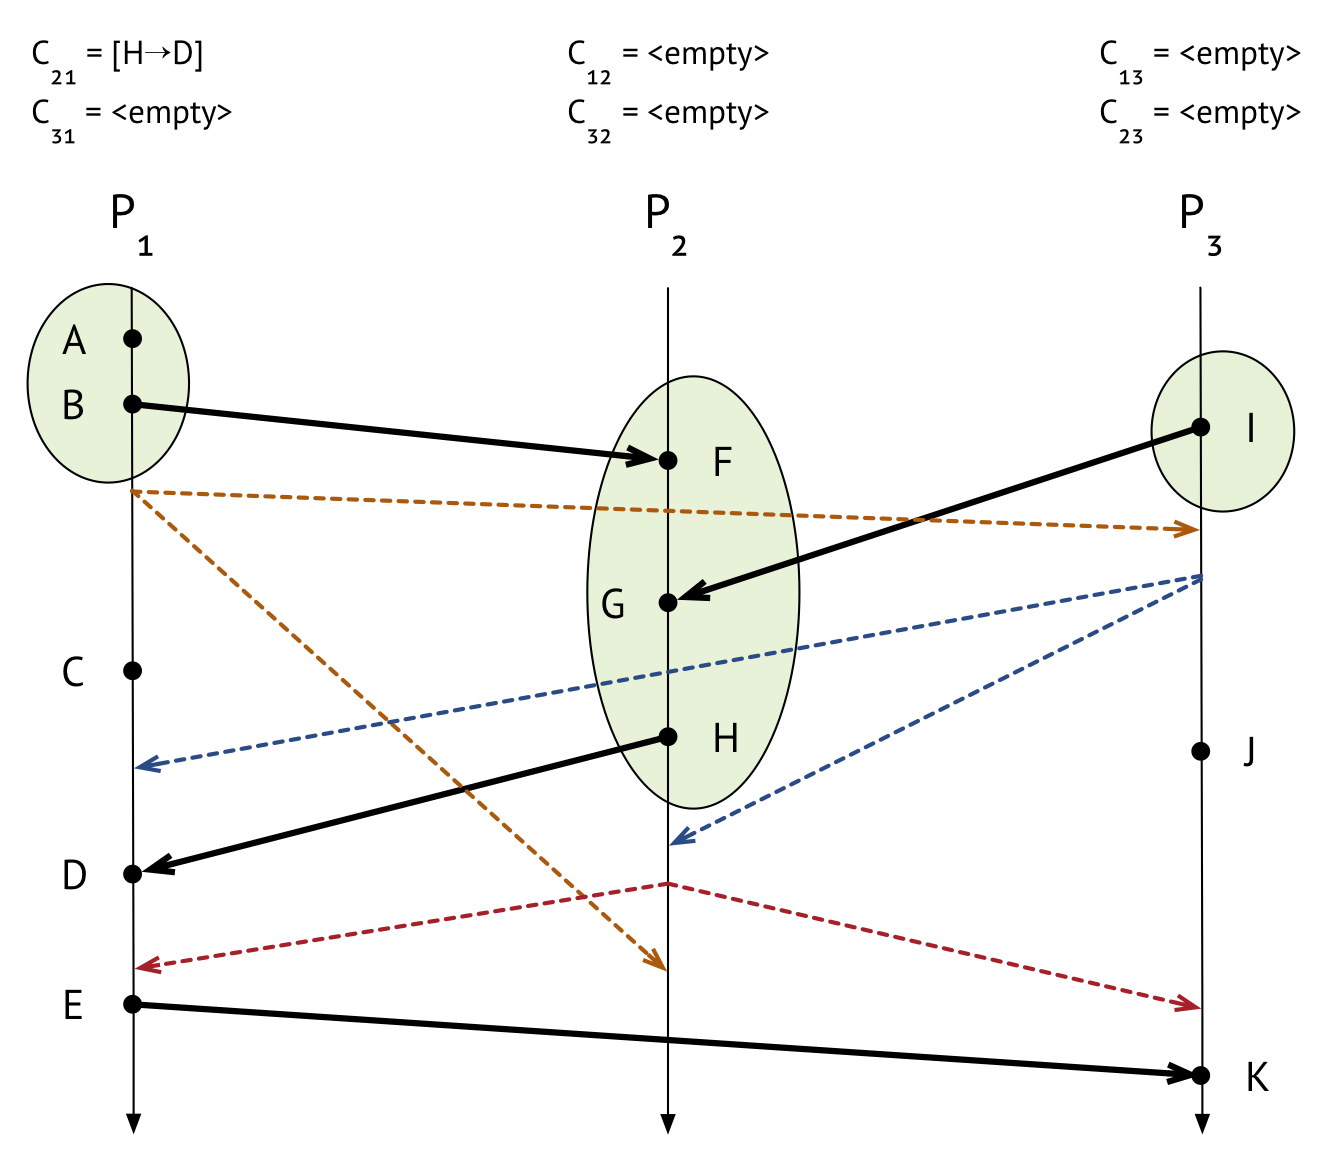 C₂₁ = [H→D] C₁₂ = <empty> C₁₃ = <empty>
C₃₁ = <empty> C₃₂ = <empty> C₂₃ = <empty>
P₁ P₂ P₃
A
B
I
F
G
C
H
J
D
E
K